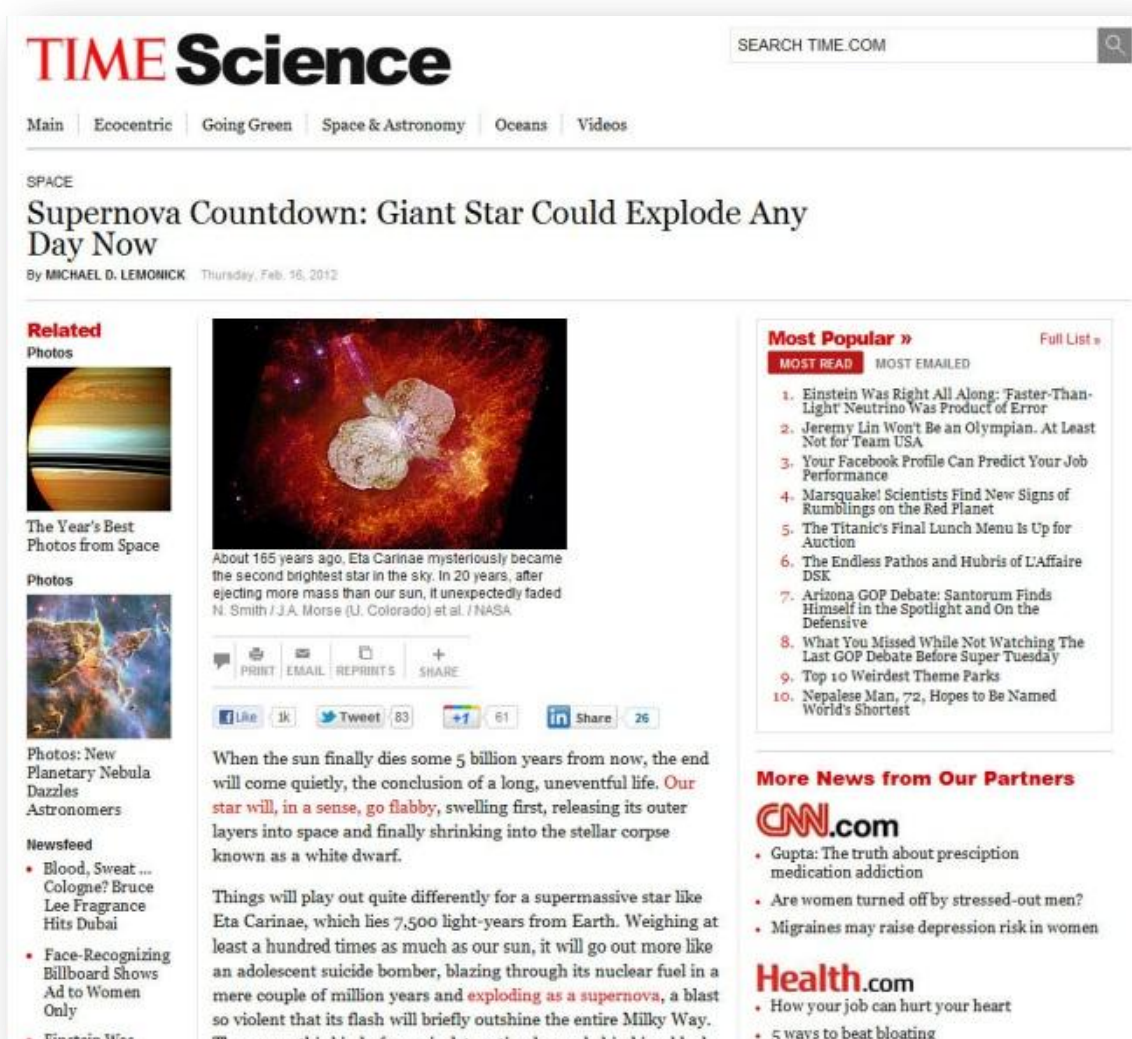 TIME Science
SEARCH TIME.COM
Main
Ecocentric
Going Green
Space & Astronomy
Oceans
Videos
SPACE
Supernova Countdown: Giant Star Could Explode Any
Day Now
By MICHAEL D. LEMONICK Thursday, Feb. 16, 2012
Related
Photos
The Year's Best
Photos from Space
Photos
Photos: New
Planetary Nebula
Dazzles
Astronomers
Newsfeed
• Blood, Sweat ...
Cologne? Bruce
Lee Fragrance
Hits Dubai
• Face-Recognizing
Billboard Shows
Ad to Women
Only
• Einstein Was
About 165 years ago, Eta Carinae mysteriously became
the second brightest star in the sky. In 20 years, after
ejecting more mass than our sun, it unexpectedly faded
N. Smith / J.A. Morse (U. Colorado) et al. / NASA
PRINT
EMAIL
REPRINTS
SHARE
Like 1k
Tweet 83
+1 61
in Share 26
When the sun finally dies some 5 billion years from now, the end
will come quietly, the conclusion of a long, uneventful life. Our
star will, in a sense, go flabby, swelling first, releasing its outer
layers into space and finally shrinking into the stellar corpse
known as a white dwarf.
Things will play out quite differently for a supermassive star like
Eta Carinae, which lies 7,500 light-years from Earth. Weighing at
least a hundred times as much as our sun, it will go out more like
an adolescent suicide bomber, blazing through its nuclear fuel in a
mere couple of million years and exploding as a supernova, a blast
so violent that its flash will briefly outshine the entire Milky Way.
Most Popular »
Full List »
MOST READ
MOST EMAILED
1. Einstein Was Right All Along: 'Faster-Than-
Light' Neutrino Was Product of Error
2. Jeremy Lin Won't Be an Olympian. At Least
Not for Team USA
3. Your Facebook Profile Can Predict Your Job
Performance
4. Marsquake! Scientists Find New Signs of
Rumblings on the Red Planet
5. The Titanic's Final Lunch Menu Is Up for
Auction
6. The Endless Pathos and Hubris of L'Affaire
DSK
7. Arizona GOP Debate: Santorum Finds
Himself in the Spotlight and On the
Defensive
8. What You Missed While Not Watching The
Last GOP Debate Before Super Tuesday
9. Top 10 Weirdest Theme Parks
10. Nepalese Man, 72, Hopes to Be Named
World's Shortest
More News from Our Partners
CNN.com
• Gupta: The truth about presciption
medication addiction
• Are women turned off by stressed-out men?
• Migraines may raise depression risk in women
Health.com
• How your job can hurt your heart
• 5 ways to beat bloating